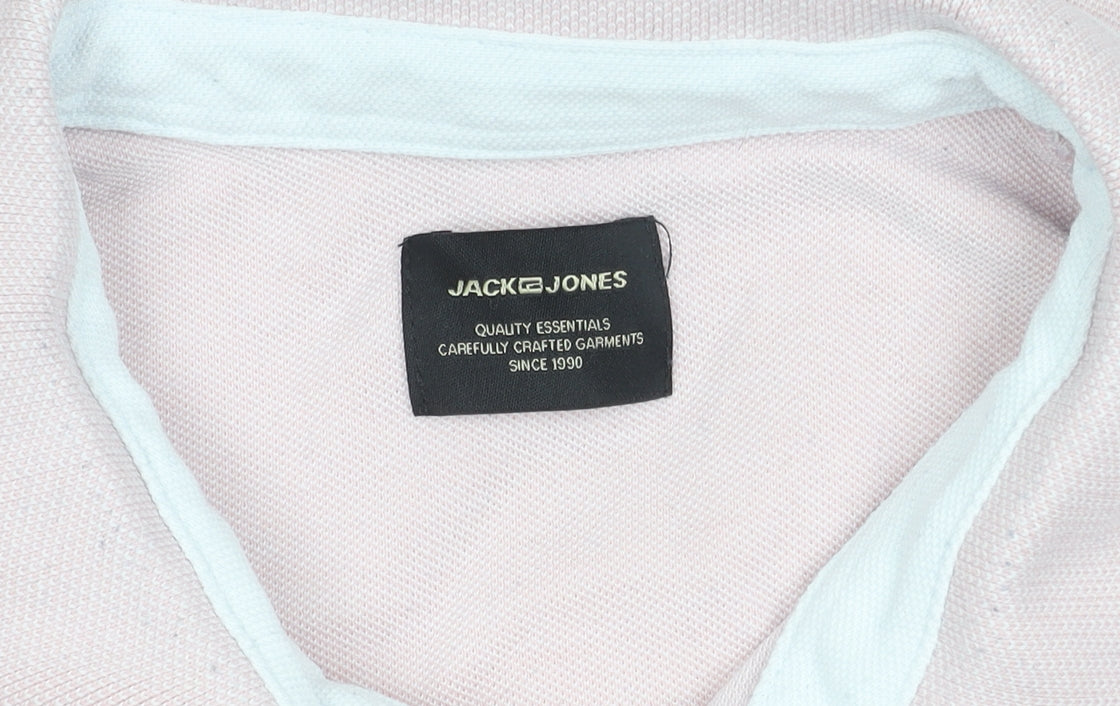 JACK JONES
QUALITY ESSENTIALS
CAREFULLY CRAFTED GARMENTS
SINCE 1990